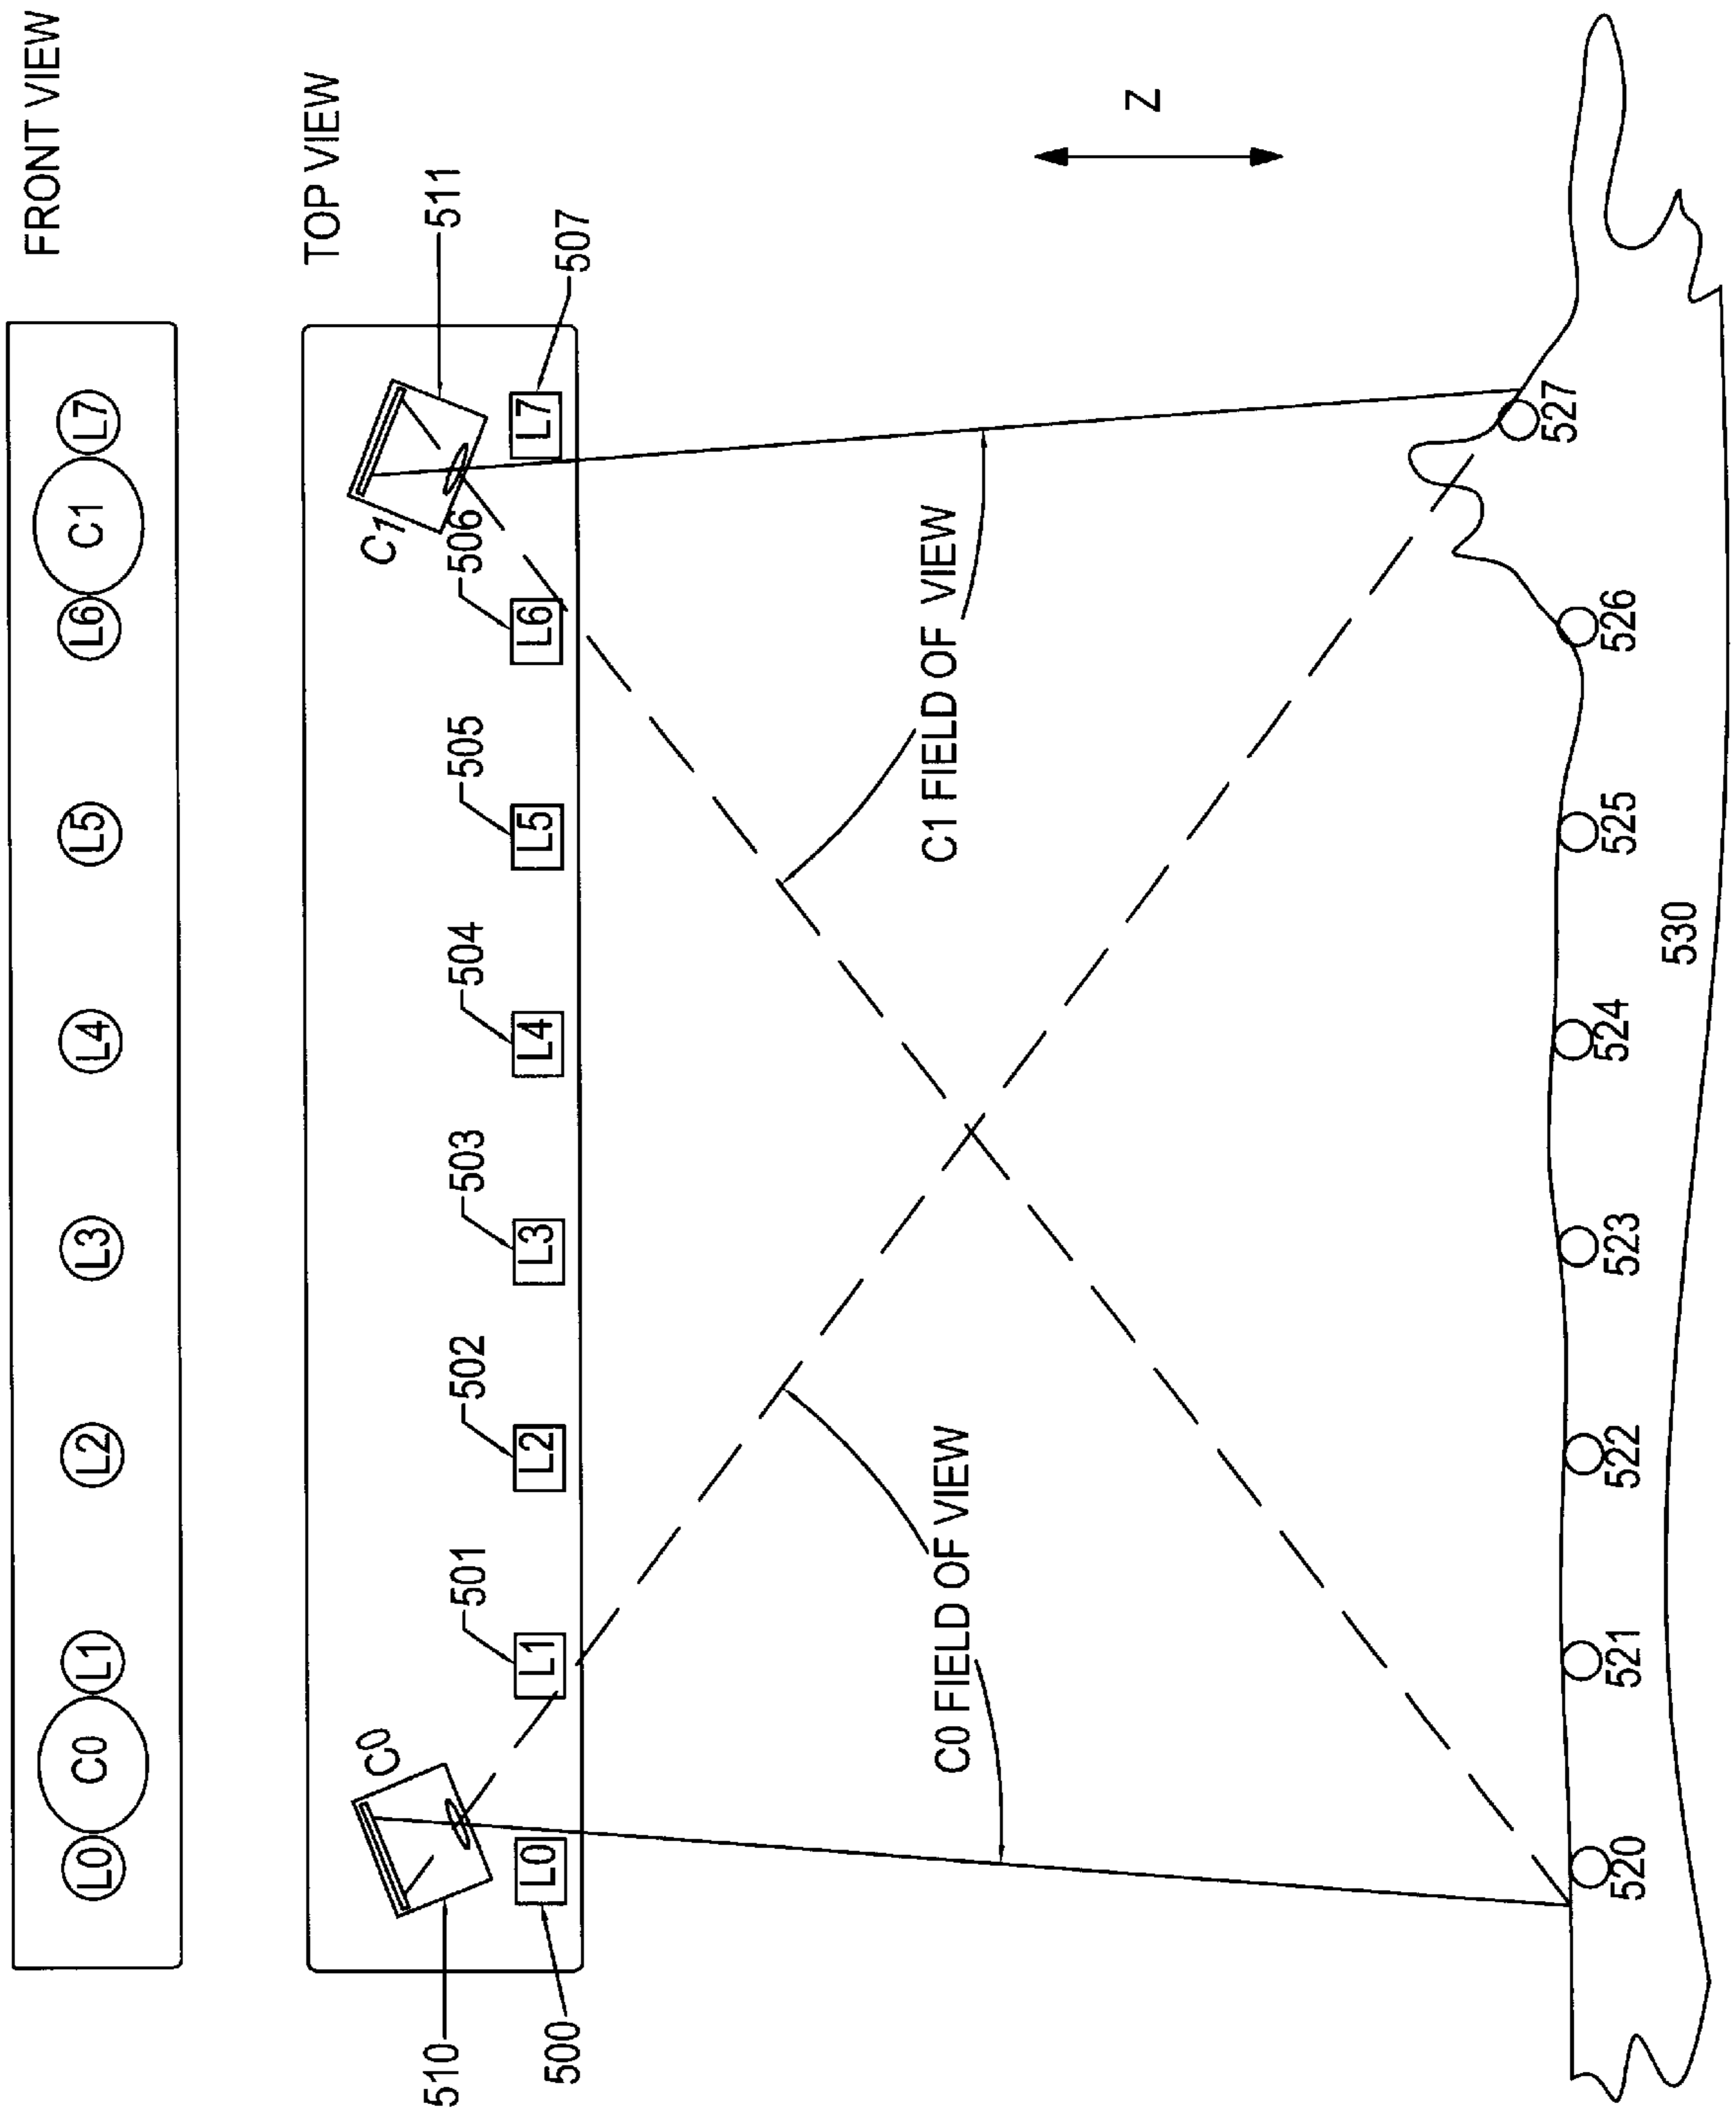 FRONT VIEW
L0
C0
L1
L2
L3
L4
L5
L6
C1
L7
TOP VIEW
510
C0
C1
511
501
502
503
504
505
506
507
500
L0
L1
L2
L3
L4
L5
L6
L7
C0 FIELD OF VIEW
C1 FIELD OF VIEW
Z
520
521
522
523
524
525
526
527
530